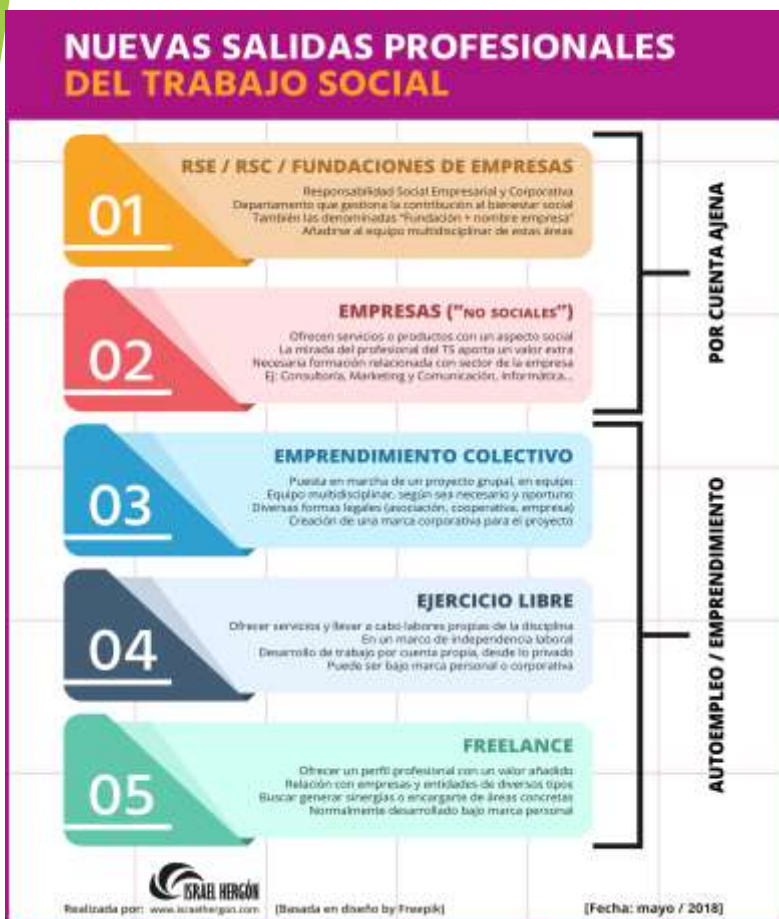 NUEVAS SALIDAS PROFESIONALES
DEL TRABAJO SOCIAL
01
RSE / RSC / FUNDACIONES DE EMPRESAS
Responsabilidad Social Empresarial y Corporativa
Departamento que gestiona la contribución al bienestar social
También las denominadas "Fundación + nombre empresa"
Añadirse al equipo multidisciplinar de estas áreas
02
EMPRESAS ("NO SOCIALES")
Ofrecen servicios o productos con un aspecto social
La mirada del profesional del TS aporta un valor extra
Necesaria formación relacionada con sector de la empresa
Ej: Consultoría, Marketing y Comunicación, Informática...
POR CUENTA AJENA
03
EMPRENDIMIENTO COLECTIVO
Puesta en marcha de un proyecto grupal, en equipo
Equipo multidisciplinar, según sea necesario y oportuno
Diversas formas legales (asociación, cooperativa, empresa)
Creación de una marca corporativa para el proyecto
04
EJERCICIO LIBRE
Ofrecer servicios y llevar a cabo labores propias de la disciplina
En un marco de independencia laboral
Desarrollo de trabajo por cuenta propia, desde lo privado
Puede ser bajo marca personal o corporativa
05
FREELANCE
Ofrecer un perfil profesional con un valor añadido
Relación con empresas y entidades de diversos tipos
Buscar generar sinergias o encargarte de áreas concretas
Normalmente desarrollado bajo marca personal
AUTOEMPLEO / EMPRENDIMIENTO
ISRAEL HERGÓN
Realizada por: www.israelhergon.com (Basada en diseño by Freepik) [Fecha: mayo / 2018]